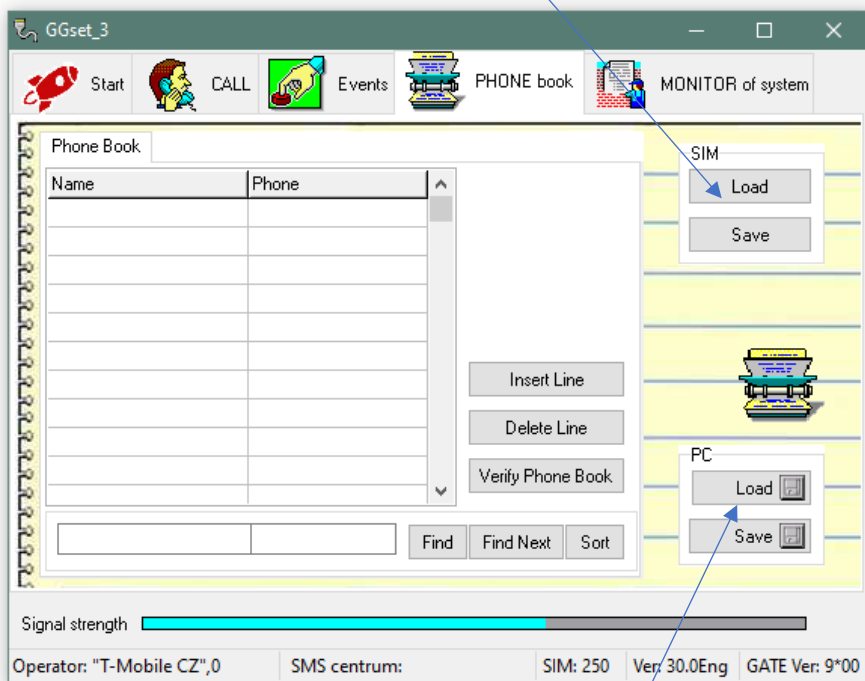 GGset_3
Start CALL Events PHONE book MONITOR of system
Phone Book
Name Phone
SIM
Load
Save
Insert Line
Delete Line
Verify Phone Book
PC
Load
Save
Find Find Next Sort
Signal strength
Operator: "T-Mobile CZ",0 SMS centrum: SIM: 250 Ver: 30.0Eng GATE Ver: 9*00